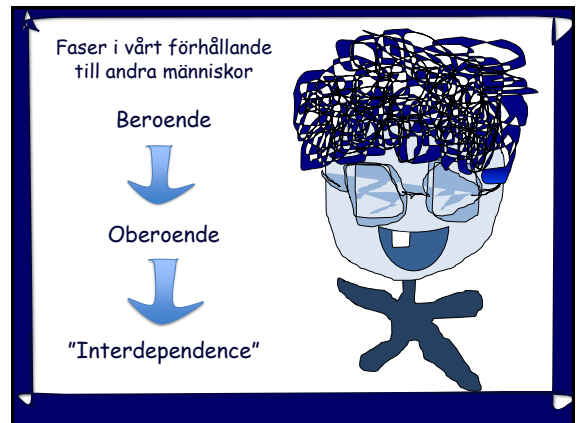 Faser i vårt förhållande
till andra människor
Beroende
Oberoende
”Interdependence”